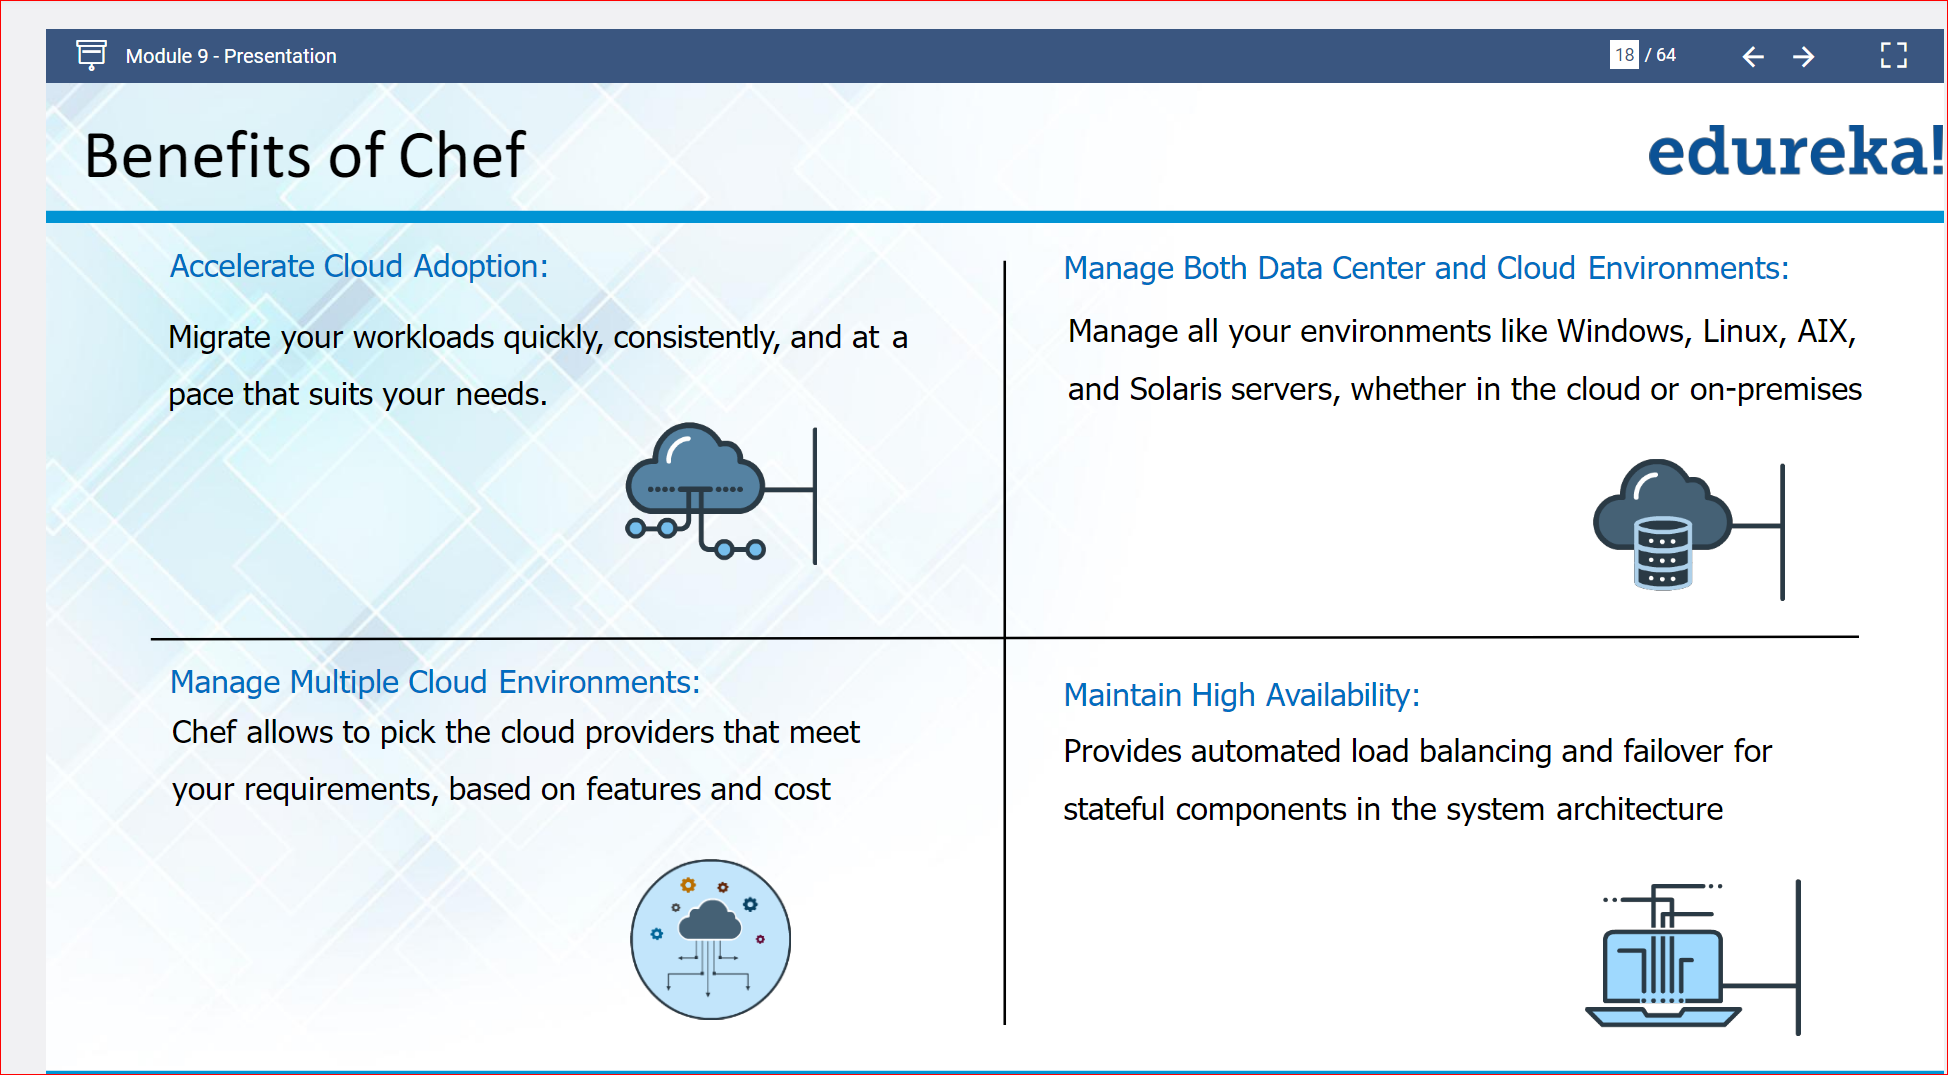 Module 9 - Presentation
18 / 64
Benefits of Chef
edureka!
Accelerate Cloud Adoption:
Migrate your workloads quickly, consistently, and at a
pace that suits your needs.
Manage Both Data Center and Cloud Environments:
Manage all your environments like Windows, Linux, AIX,
and Solaris servers, whether in the cloud or on-premises
Manage Multiple Cloud Environments:
Chef allows to pick the cloud providers that meet
your requirements, based on features and cost
Maintain High Availability:
Provides automated load balancing and failover for
stateful components in the system architecture